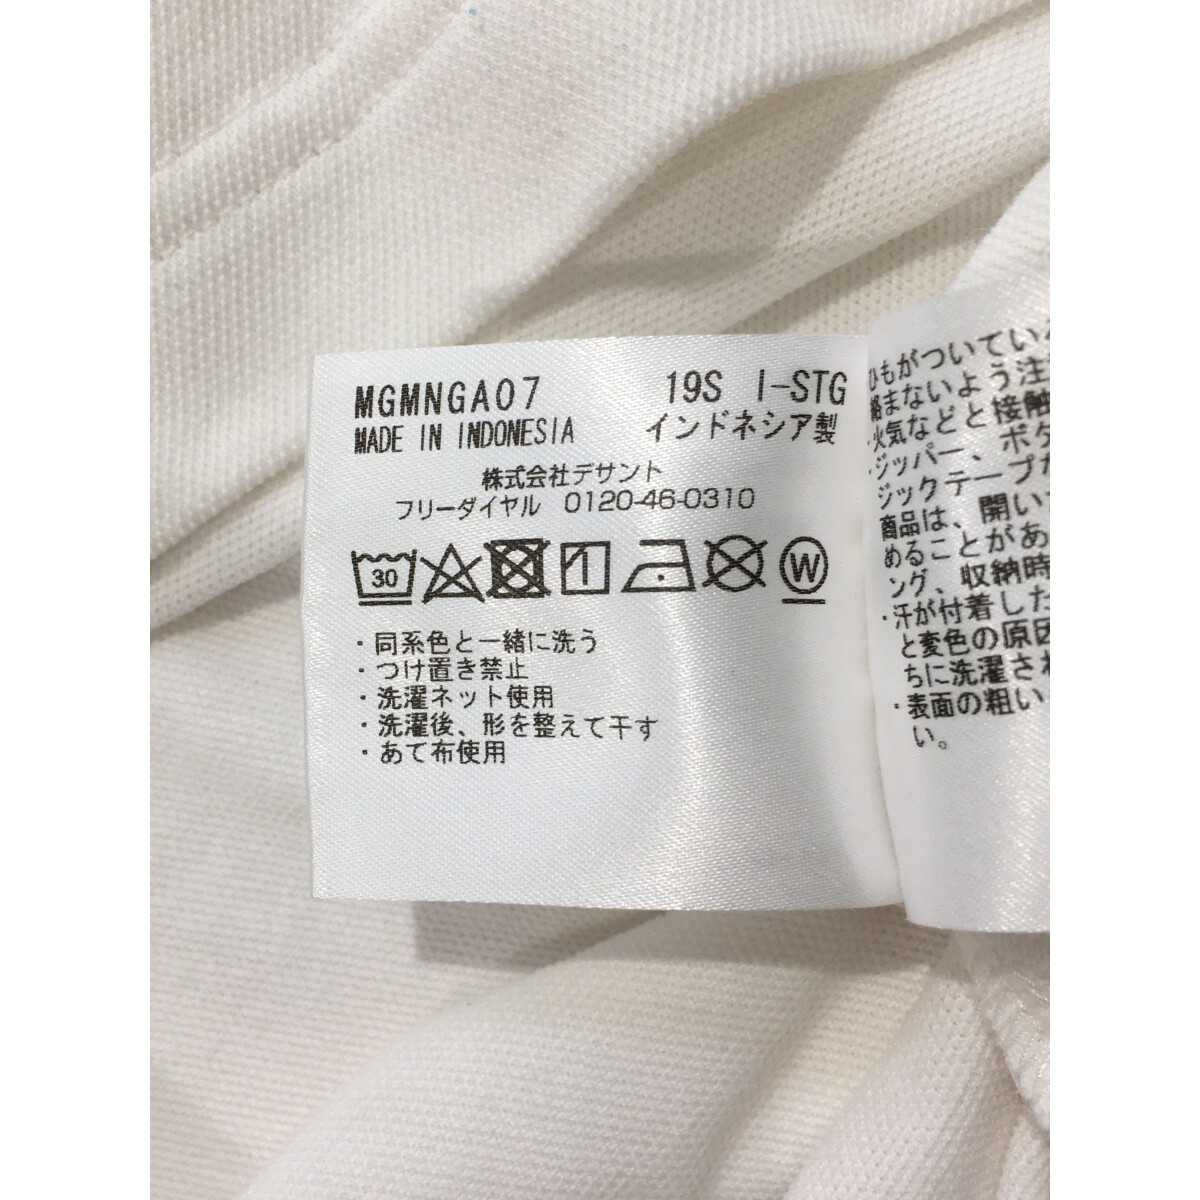 MGMNGA07 19S I-STG
MADE IN INDONESIA インドネシア製
株式会社デサント
フリーダイヤル 0120-46-0310
30 W
・同系色と一緒に洗う
・つけ置き禁止
・洗濯ネット使用
・洗濯後、形を整えて干す
・あて布使用
ひもがついてい
絡まないよう注
火気などと接触
・ジッパー、ボタ
ジックテープ
商品は、開い
めることがあ
ング、収納時
・汗が付着した
と変色の原因
ちに洗濯さ
・表面の粗い
い。